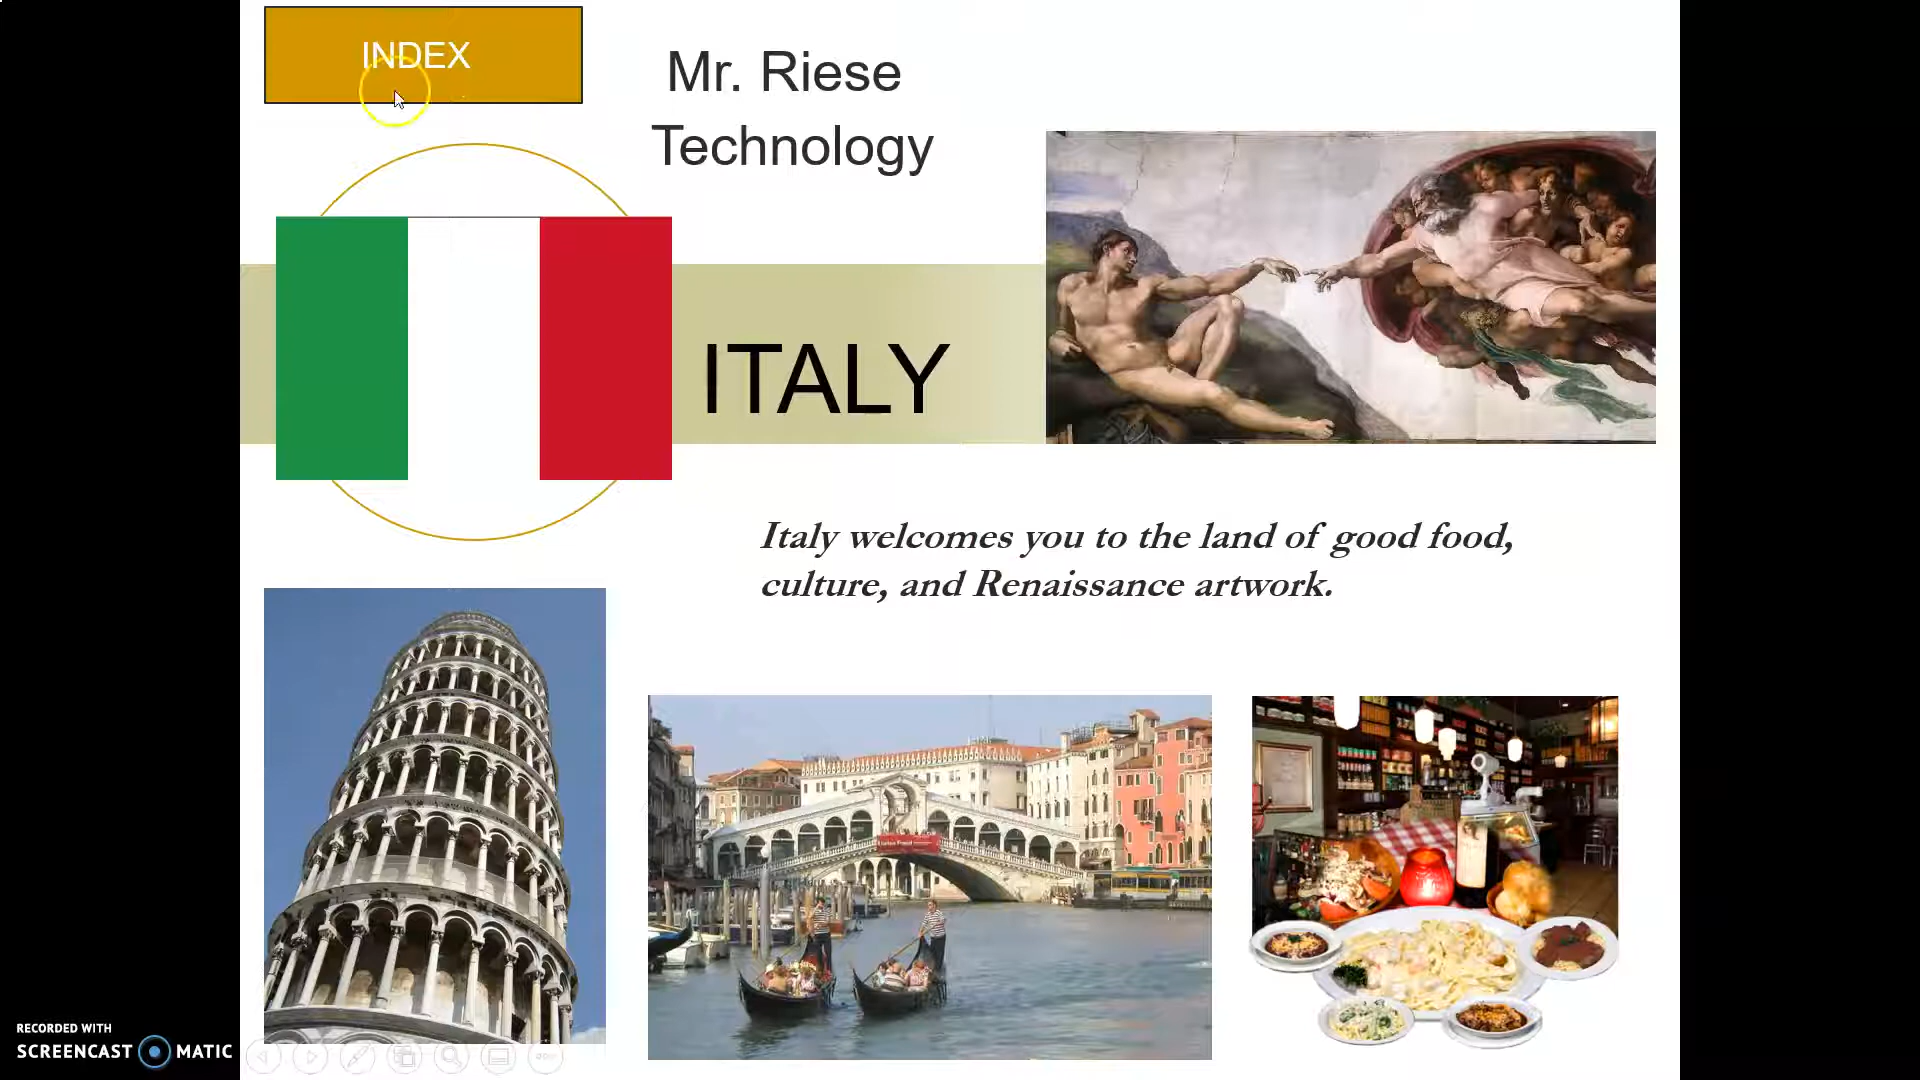 INDEX
Mr. Riese
Technology
ITALY
Italy welcomes you to the land of good food,
culture, and Renaissance artwork.
RECORDED WITH
SCREENCAST MATIC